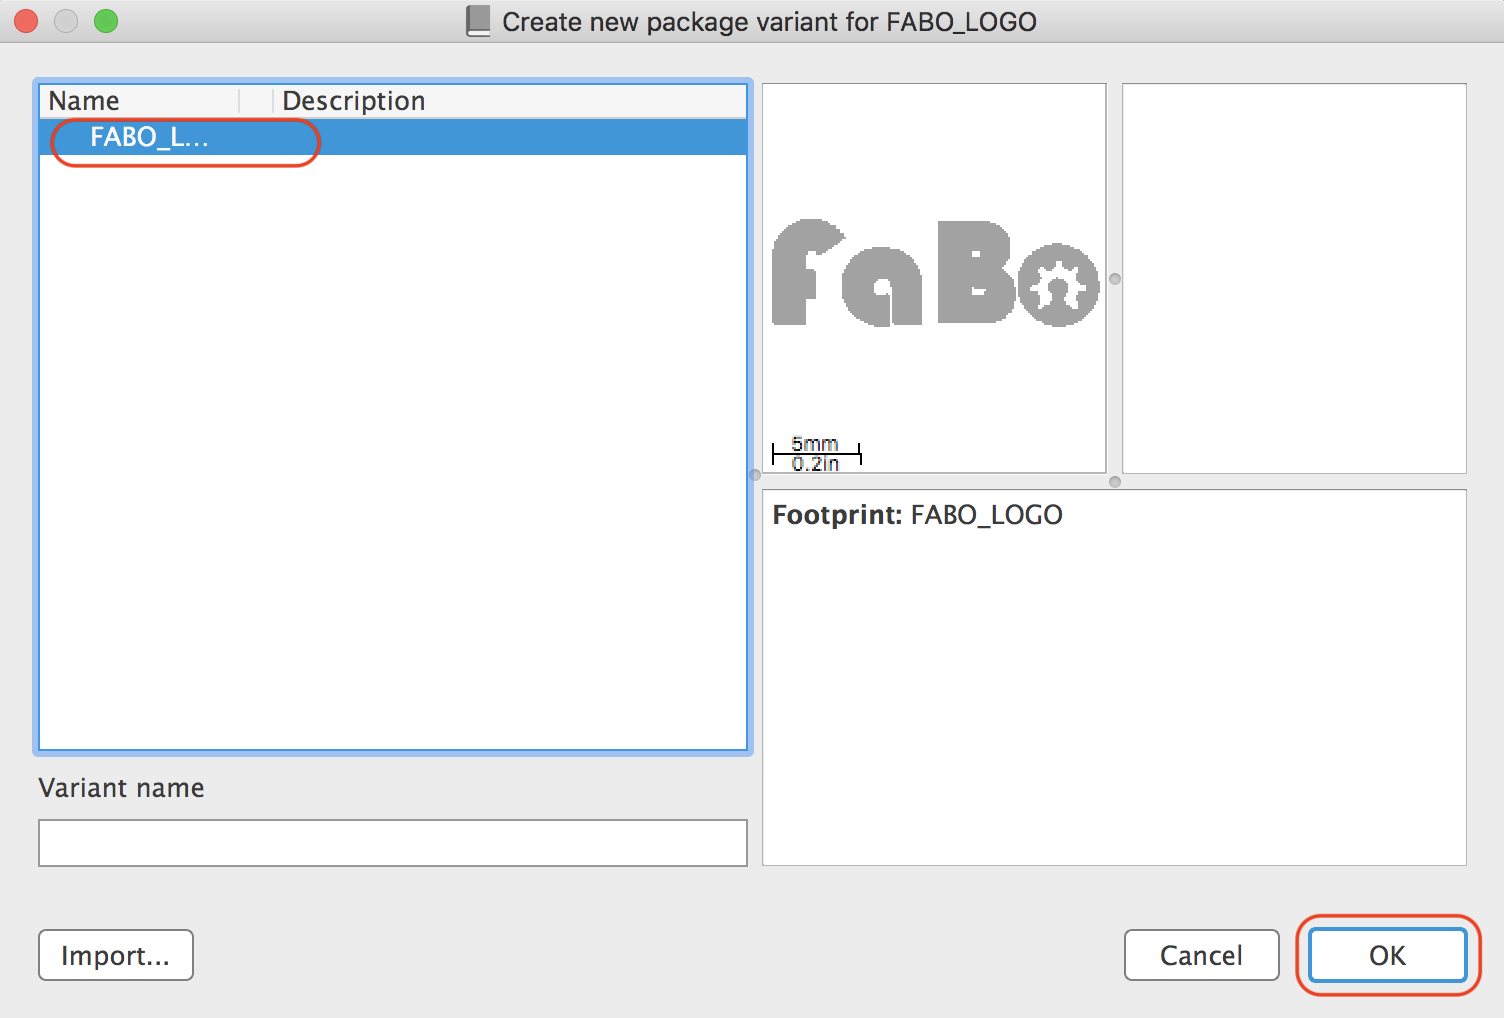 Create new package variant for FABO_LOGO
Name Description
FABO_L...
FaBo
5mm
0.2in
Footprint: FABO_LOGO
Variant name
Import...
Cancel
OK